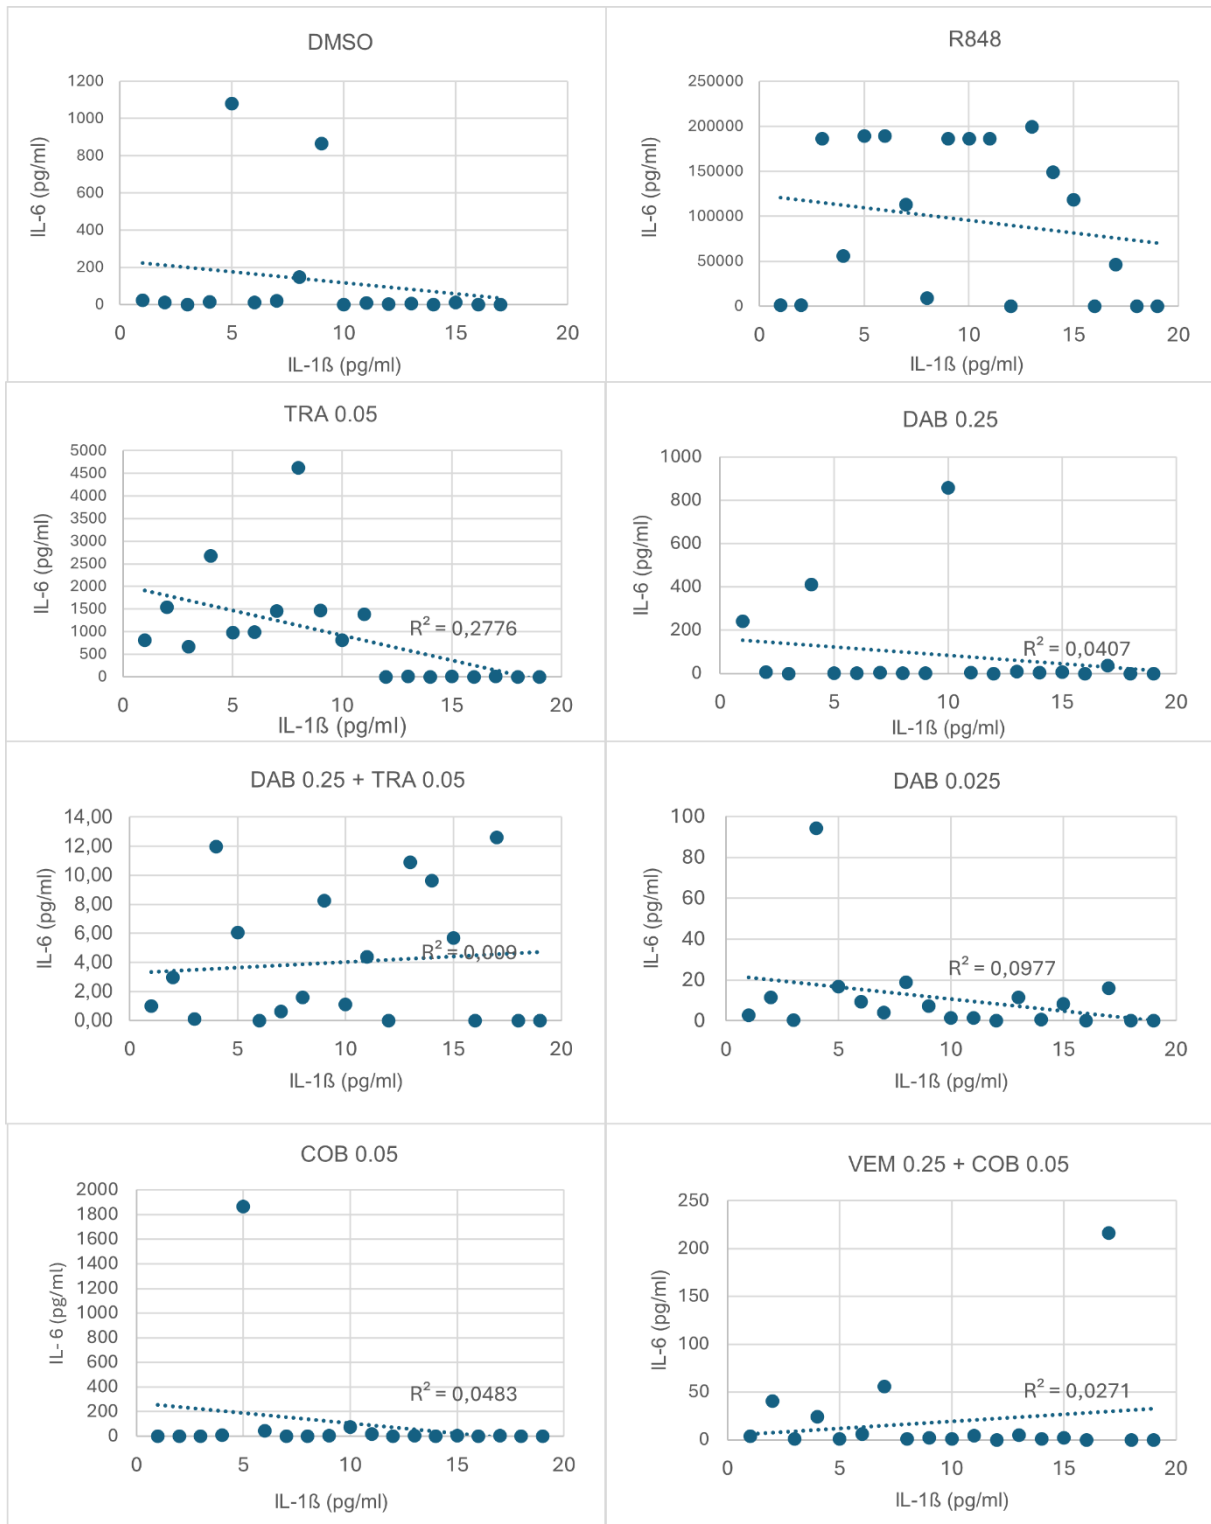 DMSO
IL-6 (pg/ml)
1200
1000
800
600
400
200
0
0 5 10 15 20
IL-1ß (pg/ml)
R848
IL-6 (pg/ml)
250000
200000
150000
100000
50000
0
0 5 10 15 20
IL-1ß (pg/ml)
TRA 0.05
IL-6 (pg/ml)
5000
4500
4000
3500
3000
2500
2000
1500
1000
500
0
R² = 0,2776
0 5 10 15 20
IL-1ß (pg/ml)
DAB 0.25
IL-6 (pg/ml)
1000
800
600
400
200
0
R² = 0,0407
0 5 10 15 20
IL-1ß (pg/ml)
DAB 0.25 + TRA 0.05
IL-6 (pg/ml)
14,00
12,00
10,00
8,00
6,00
4,00
2,00
0,00
R² = 0,009
0 5 10 15 20
IL-1ß (pg/ml)
DAB 0.025
IL-6 (pg/ml)
100
80
60
40
20
0
R² = 0,0977
0 5 10 15 20
IL-1ß (pg/ml)
COB 0.05
IL- 6 (pg/ml)
2000
1800
1600
1400
1200
1000
800
600
400
200
0
R² = 0,0483
0 5 10 15 20
IL-1ß (pg/ml)
VEM 0.25 + COB 0.05
IL-6 (pg/ml)
250
200
150
100
50
0
R² = 0,0271
0 5 10 15 20
IL-1ß (pg/ml)